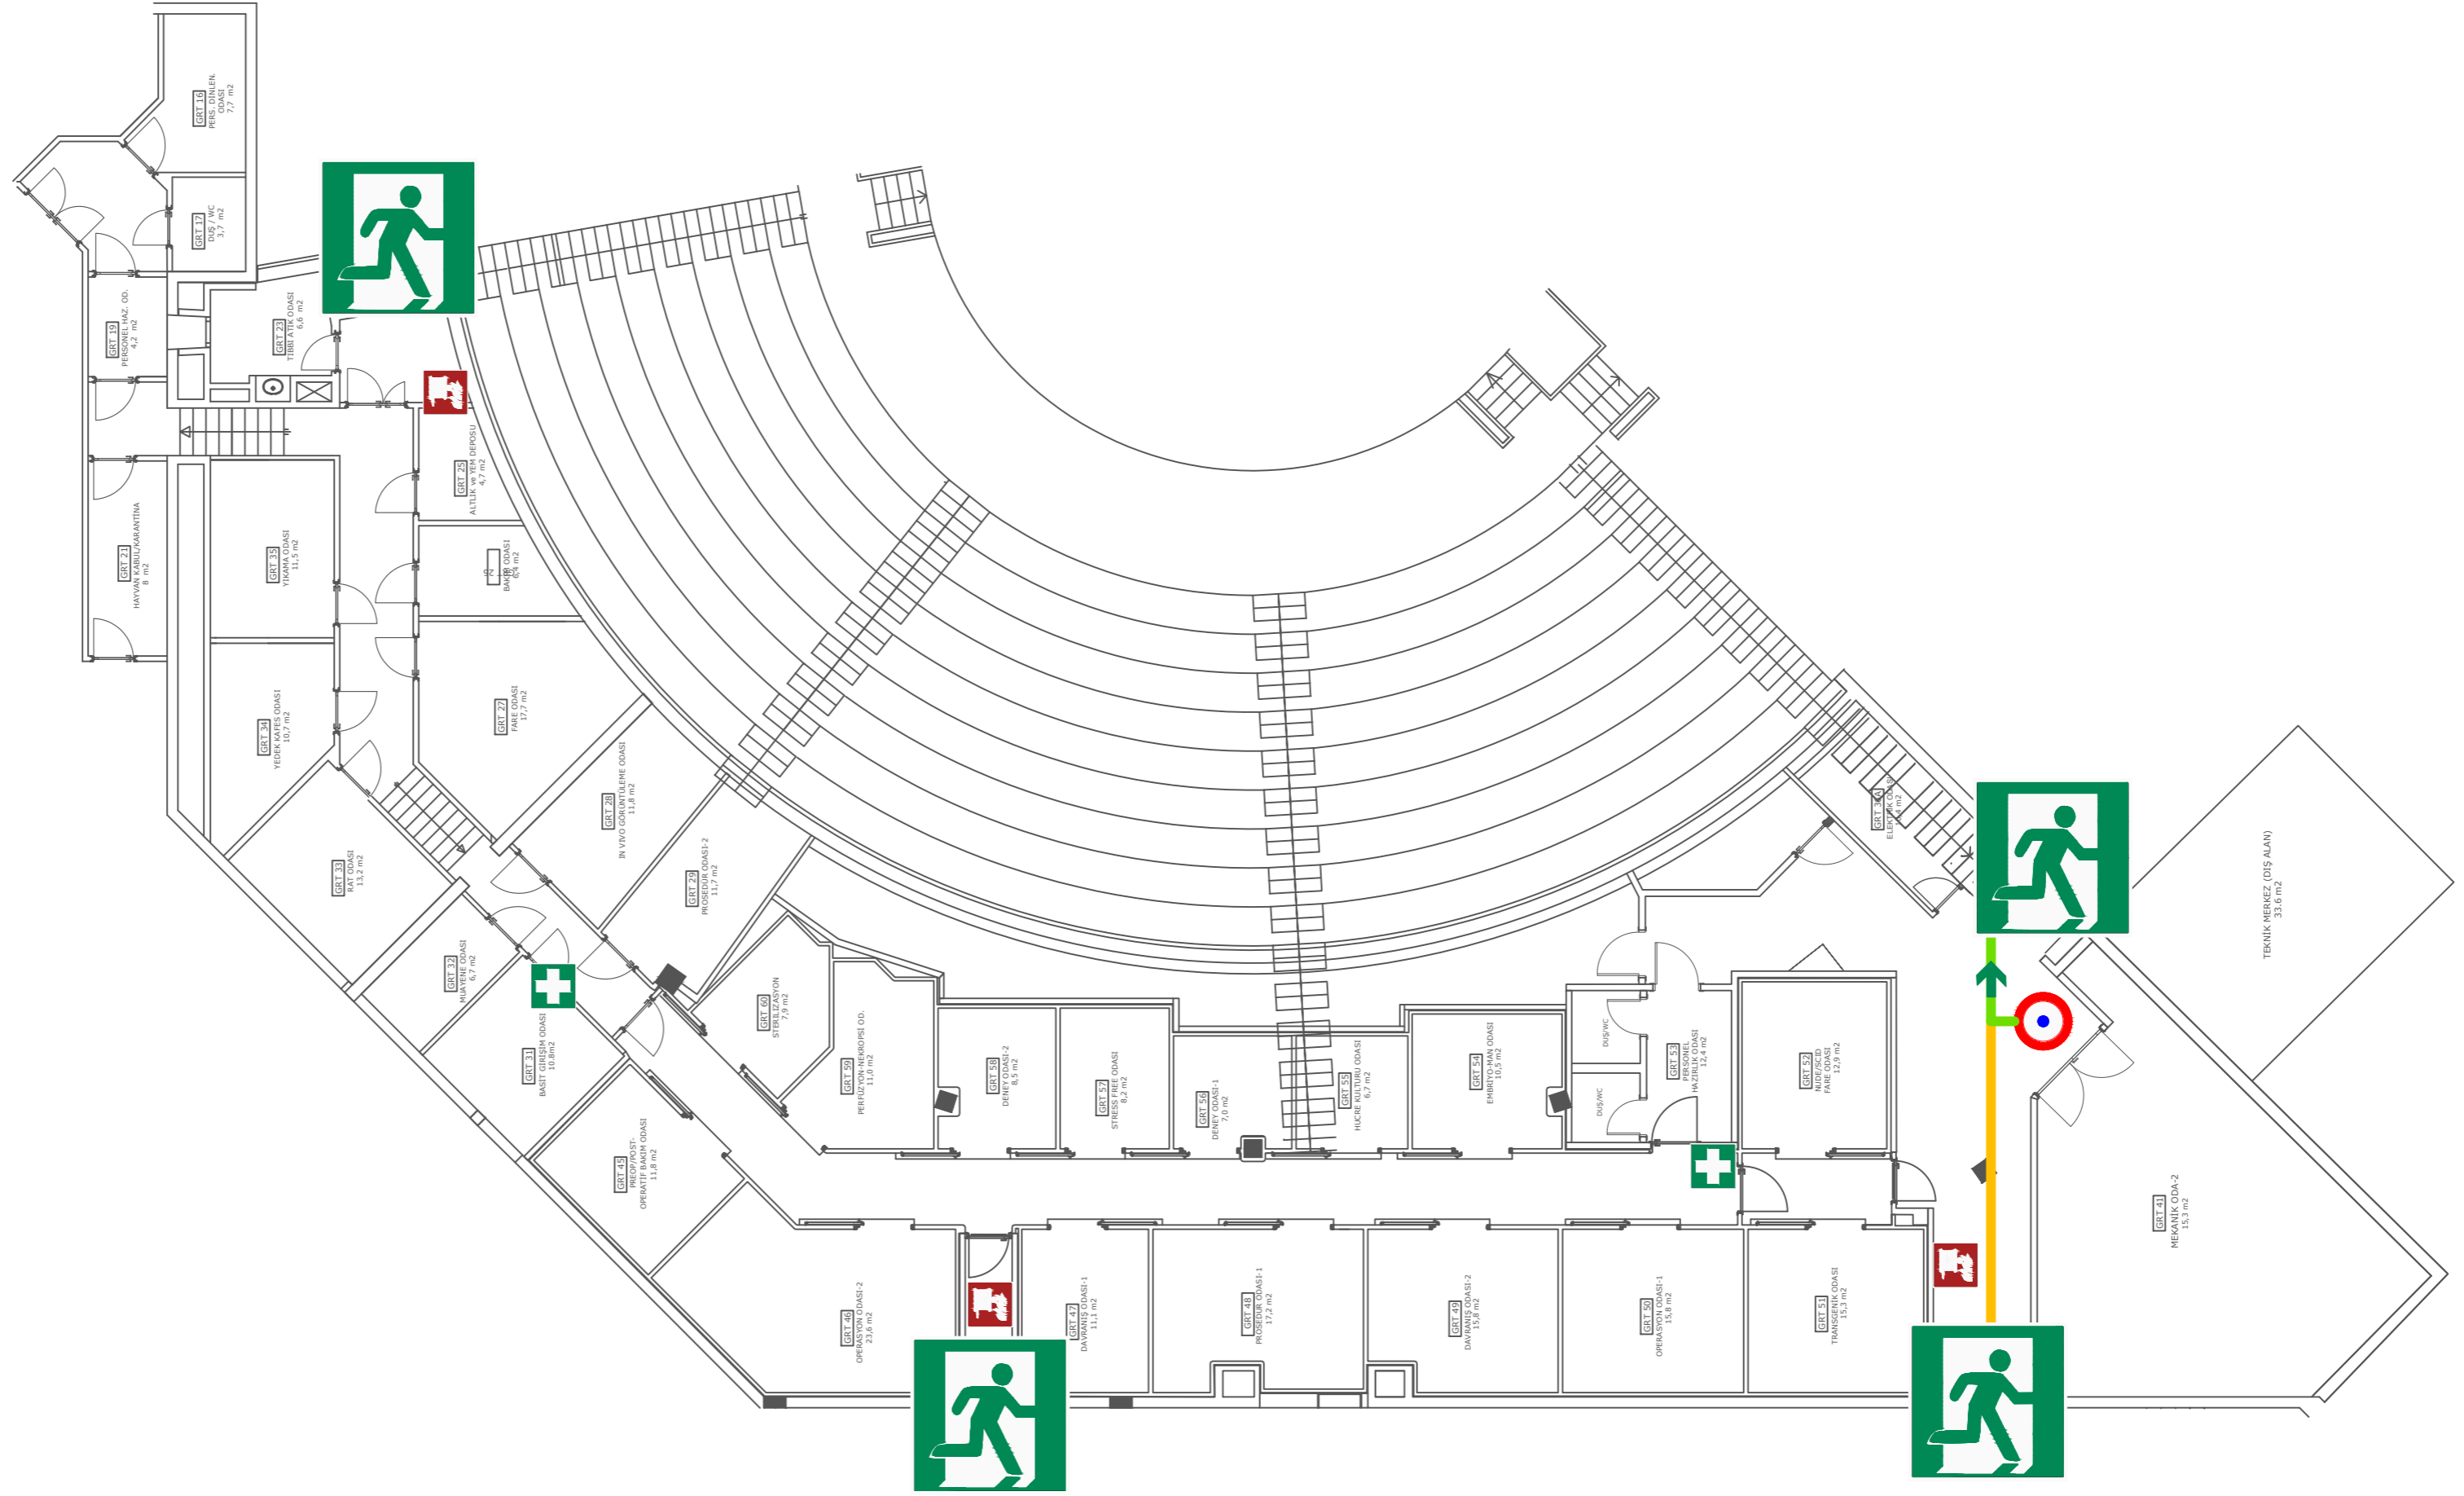 GRT 16
PERS. DİNLEN.
ODASI
7,7 m2
GRT 17
DUŞ / WC
3,7 m2
GRT 19
PERSONEL HAZ. OD.
4,2 m2
GRT 23
TIBBİ ATIK ODASI
6,6 m2
GRT 21
HAYVAN KABUL/KARANTİNA
8 m2
GRT 35
YIKAMA ODASI
11,5 m2
GRT 25
ALTLIK ve YEM DEPOSU
4,7 m2
BAKIM ODASI
6,4 m2
GRT 34
YEDEK KAFES ODASI
10,7 m2
GRT 27
FARE ODASI
17,7 m2
GRT 28
IN VIVO GÖRÜNTÜLEME ODASI
11,8 m2
GRT 29
PROSEDÜR ODASI-2
11,7 m2
GRT 33
RAT ODASI
13,2 m2
GRT 32
MUAYENE ODASI
6,7 m2
GRT 31
BASİT GİRİŞİM ODASI
10.8m2
GRT 60
STERİLİZASYON
7,9 m2
GRT 59
PERFÜZYON-NEKROPSİ OD.
11,0 m2
GRT 58
DENEY ODASI-2
8,5 m2
GRT 57
STRESS FREE ODASI
8,2 m2
GRT 56
DENEY ODASI-1
7,0 m2
GRT 55
HÜCRE KÜLTÜRÜ ODASI
6,7 m2
GRT 54
EMBRİYO-MAN ODASI
10,5 m2
DUŞ/WC
DUŞ/WC
GRT 53
PERSONEL
HAZIRLIK ODASI
12,4 m2
GRT 52
NUDE/SCID
FARE ODASI
12,9 m2
ELEKTRİK ODASI
TEKNİK MERKEZ (DIŞ ALAN)
33.6 m2
GRT 41
MEKANİK ODA-2
15,3 m2
GRT 45
PREOP/POST-
OPERATİF BAKIM ODASI
11,8 m2
GRT 46
OPERASYON ODASI-2
23,6 m2
GRT 47
DAVRANIŞ ODASI-1
11,1 m2
GRT 48
PROSEDÜR ODASI-1
17,2 m2
GRT 49
DAVRANIŞ ODASI-2
15,8 m2
GRT 50
OPERASYON ODASI-1
15,8 m2
GRT 51
TRANSGENİK ODASI
15,3 m2